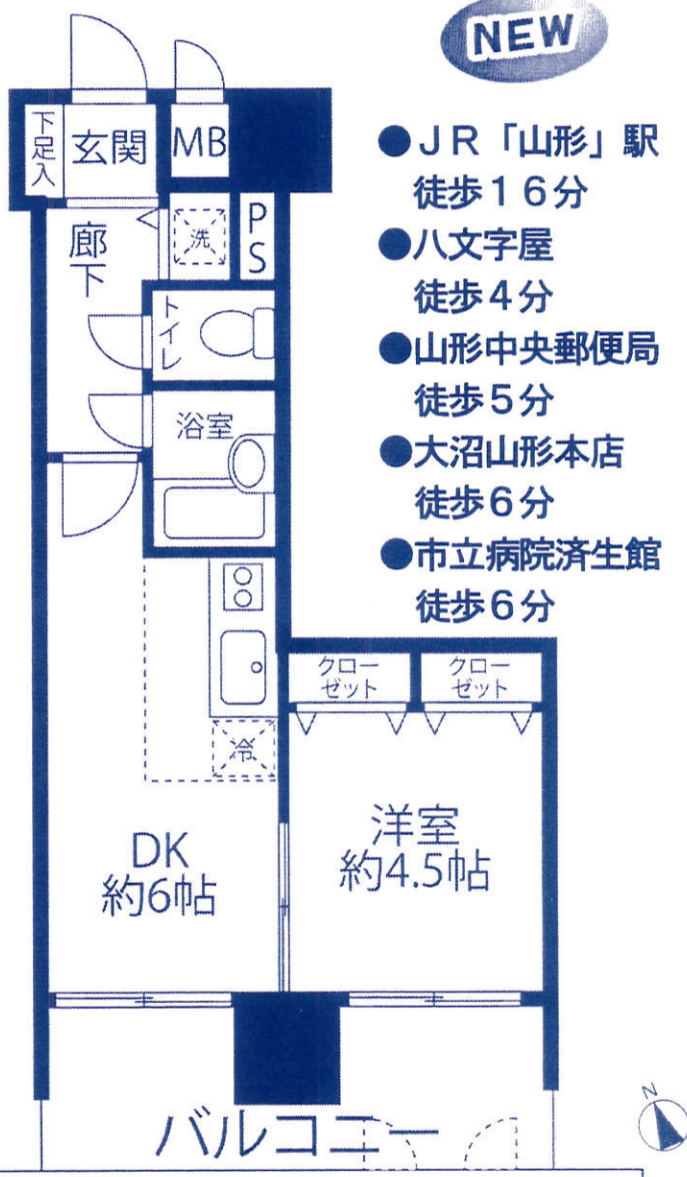 NEW
●JR「山形」駅
徒歩16分
●八文字屋
徒歩4分
●山形中央郵便局
徒歩5分
●大沼山形本店
徒歩6分
●市立病院済生館
徒歩6分
下足入
玄関
MB
廊下
洗
PS
トイレ
浴室
クローゼット
クローゼット
冷
DK
約6帖
洋室
約4.5帖
バルコニー
N